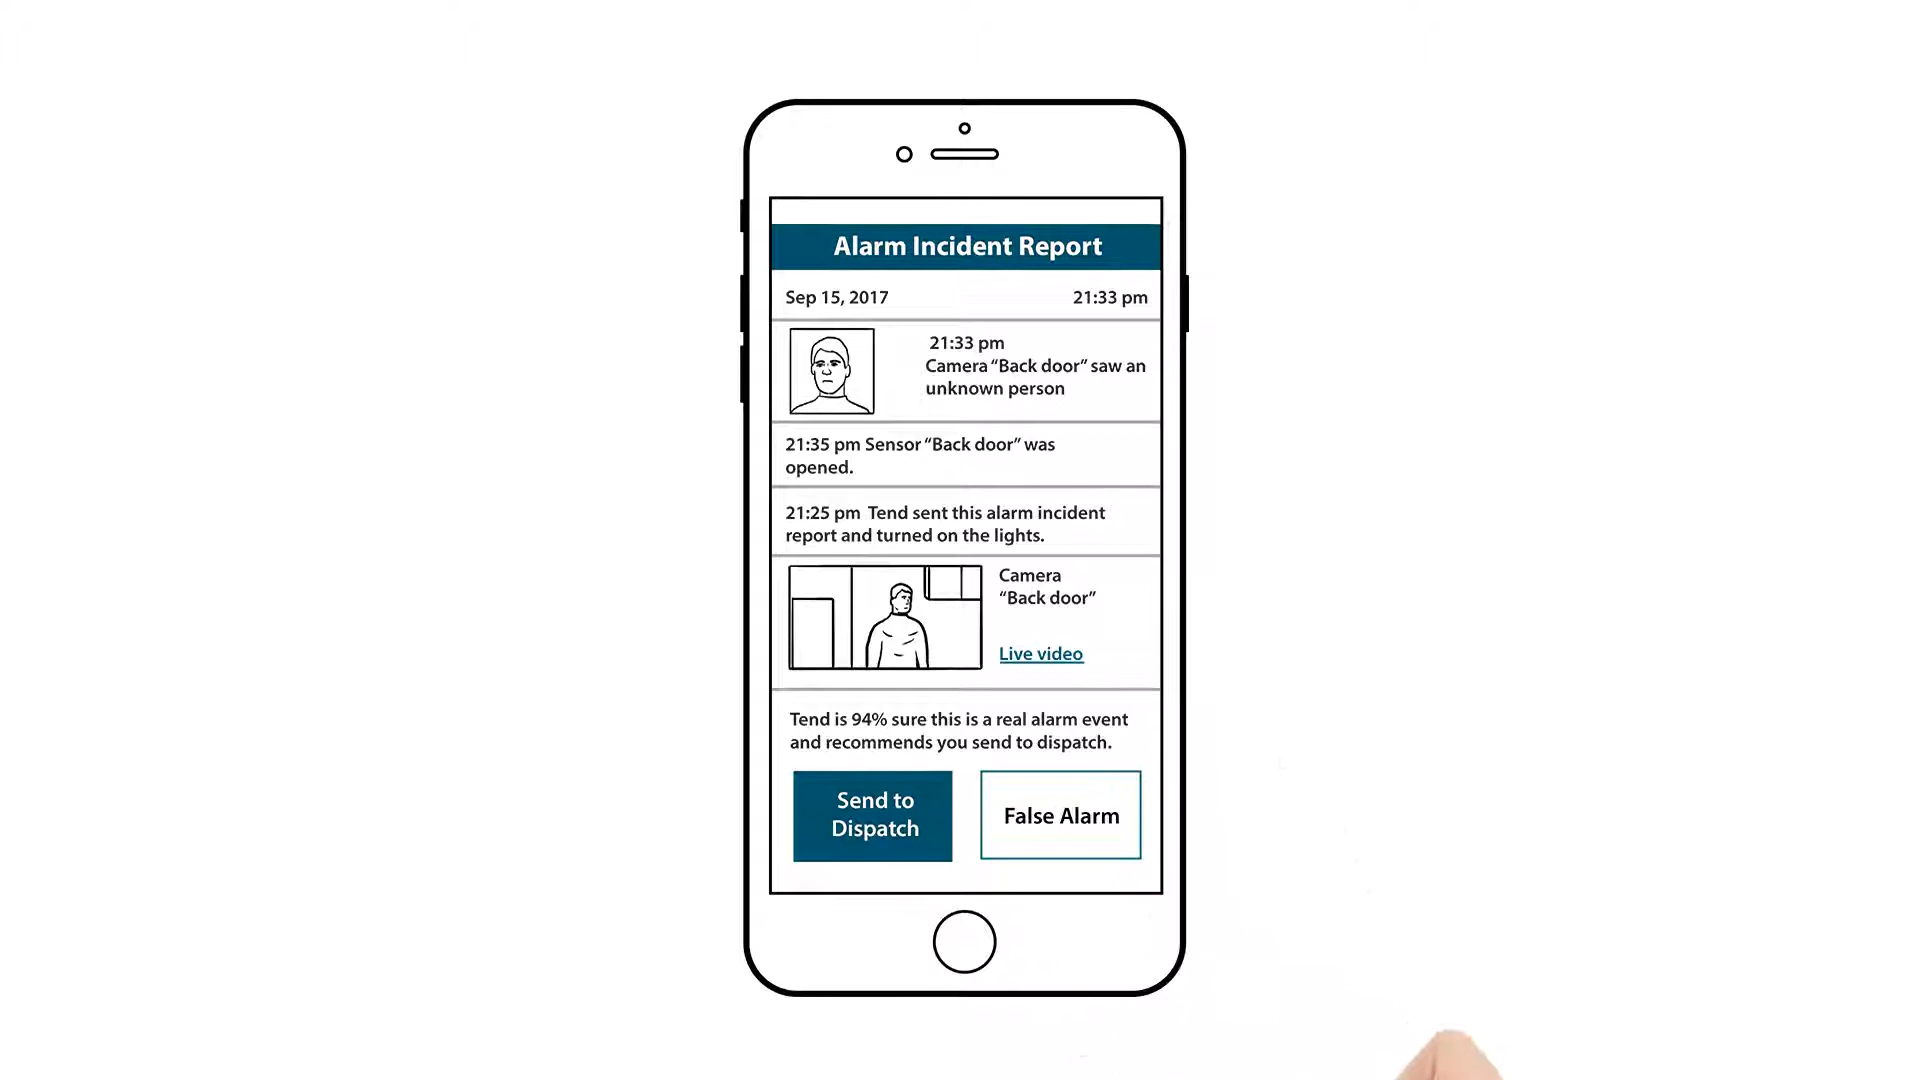 Alarm Incident Report
Sep 15, 2017 21:33 pm
21:33 pm
Camera “Back door” saw an
unknown person
21:35 pm Sensor “Back door” was
opened.
21:25 pm Tend sent this alarm incident
report and turned on the lights.
Camera
“Back door”
Live video
Tend is 94% sure this is a real alarm event
and recommends you send to dispatch.
Send to
Dispatch
False Alarm